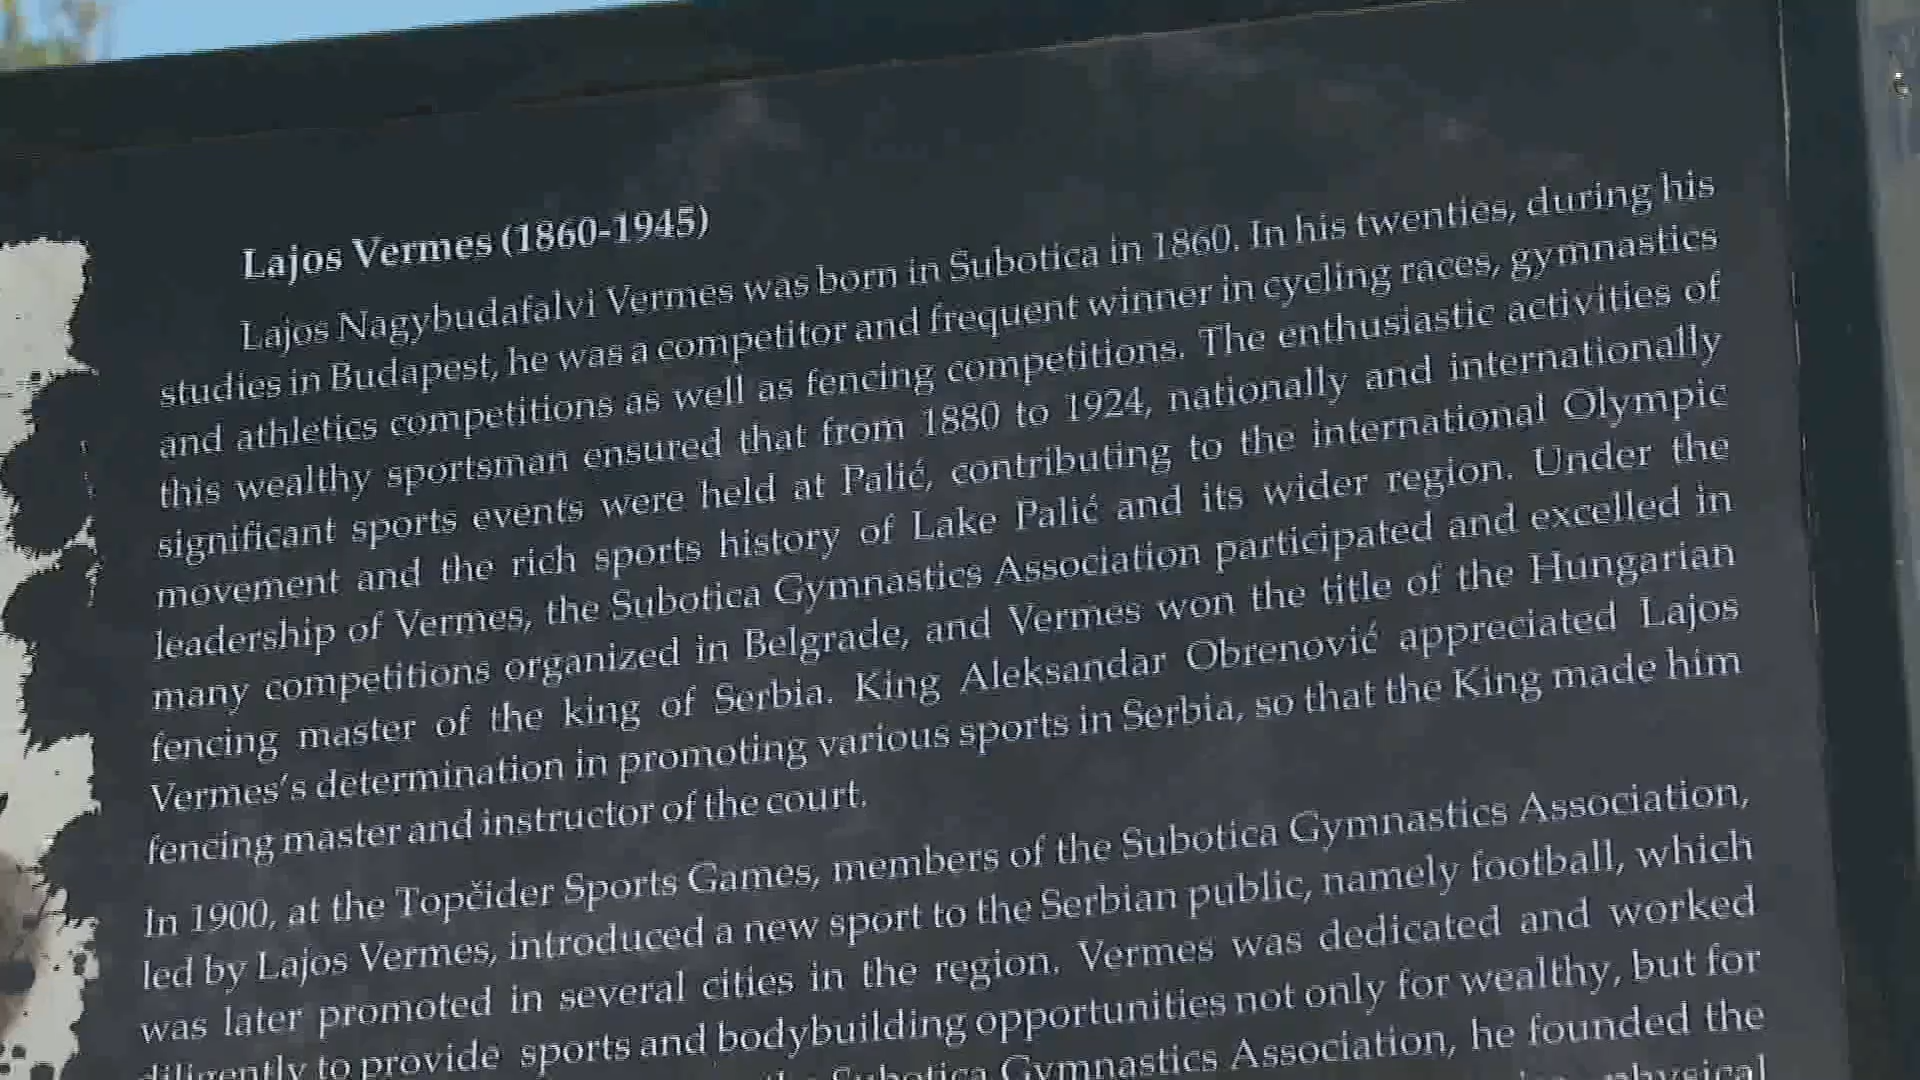 Lajos Vermes (1860-1945)
Lajos Nagybudafalvi Vermes was born in Subotica in 1860. In his twenties, during his
studies in Budapest, he was a competitor and frequent winner in cycling races, gymnastics
and athletics competitions as well as fencing competitions. The enthusiastic activities of
this wealthy sportsman ensured that from 1880 to 1924, nationally and internationally
significant sports events were held at Palić, contributing to the international Olympic
movement and the rich sports history of Lake Palić and its wider region. Under the
leadership of Vermes, the Subotica Gymnastics Association participated and excelled in
many competitions organized in Belgrade, and Vermes won the title of the Hungarian
fencing master of the king of Serbia. King Aleksandar Obrenović appreciated Lajos
Vermes's determination in promoting various sports in Serbia, so that the King made him
fencing master and instructor of the court.
In 1900, at the Topčider Sports Games, members of the Subotica Gymnastics Association,
led by Lajos Vermes, introduced a new sport to the Serbian public, namely football, which
was later promoted in several cities in the region. Vermes was dedicated and worked
diligently to provide sports and bodybuilding opportunities not only for wealthy, but for
Subotica Gymnastics Association, he founded the
physical